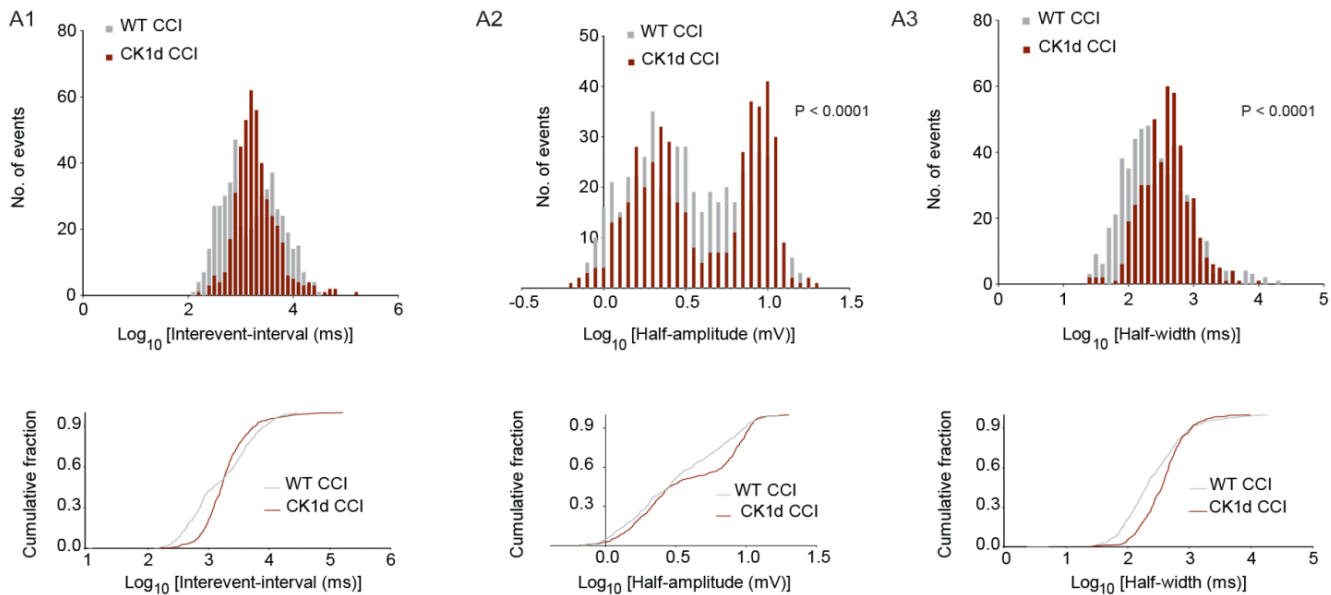 A1
WT CCI
CK1d CCI
80
60
40
20
0
No. of events
0
2
4
6
Log10 [Interevent-interval (ms)]
A2
WT CCI
CK1d CCI
50
40
30
20
10
0
No. of events
P < 0.0001
-0.5
0.0
0.5
1.0
1.5
Log10 [Half-amplitude (mV)]
A3
WT CCI
CK1d CCI
80
60
40
20
0
No. of events
P < 0.0001
0
1
2
3
4
5
Log10 [Half-width (ms)]
0.9
0.6
0.3
0.0
Cumulative fraction
WT CCI
CK1d CCI
1
2
3
4
5
6
Log10 [Interevent-interval (ms)]
0.9
0.6
0.3
0.0
Cumulative fraction
WT CCI
CK1d CCI
0.0
0.5
1.0
1.5
Log10 [Half-amplitude (mV)]
0.9
0.6
0.3
0.0
Cumulative fraction
WT CCI
CK1d CCI
0
1
2
3
4
5
Log10 [Half-width (ms)]